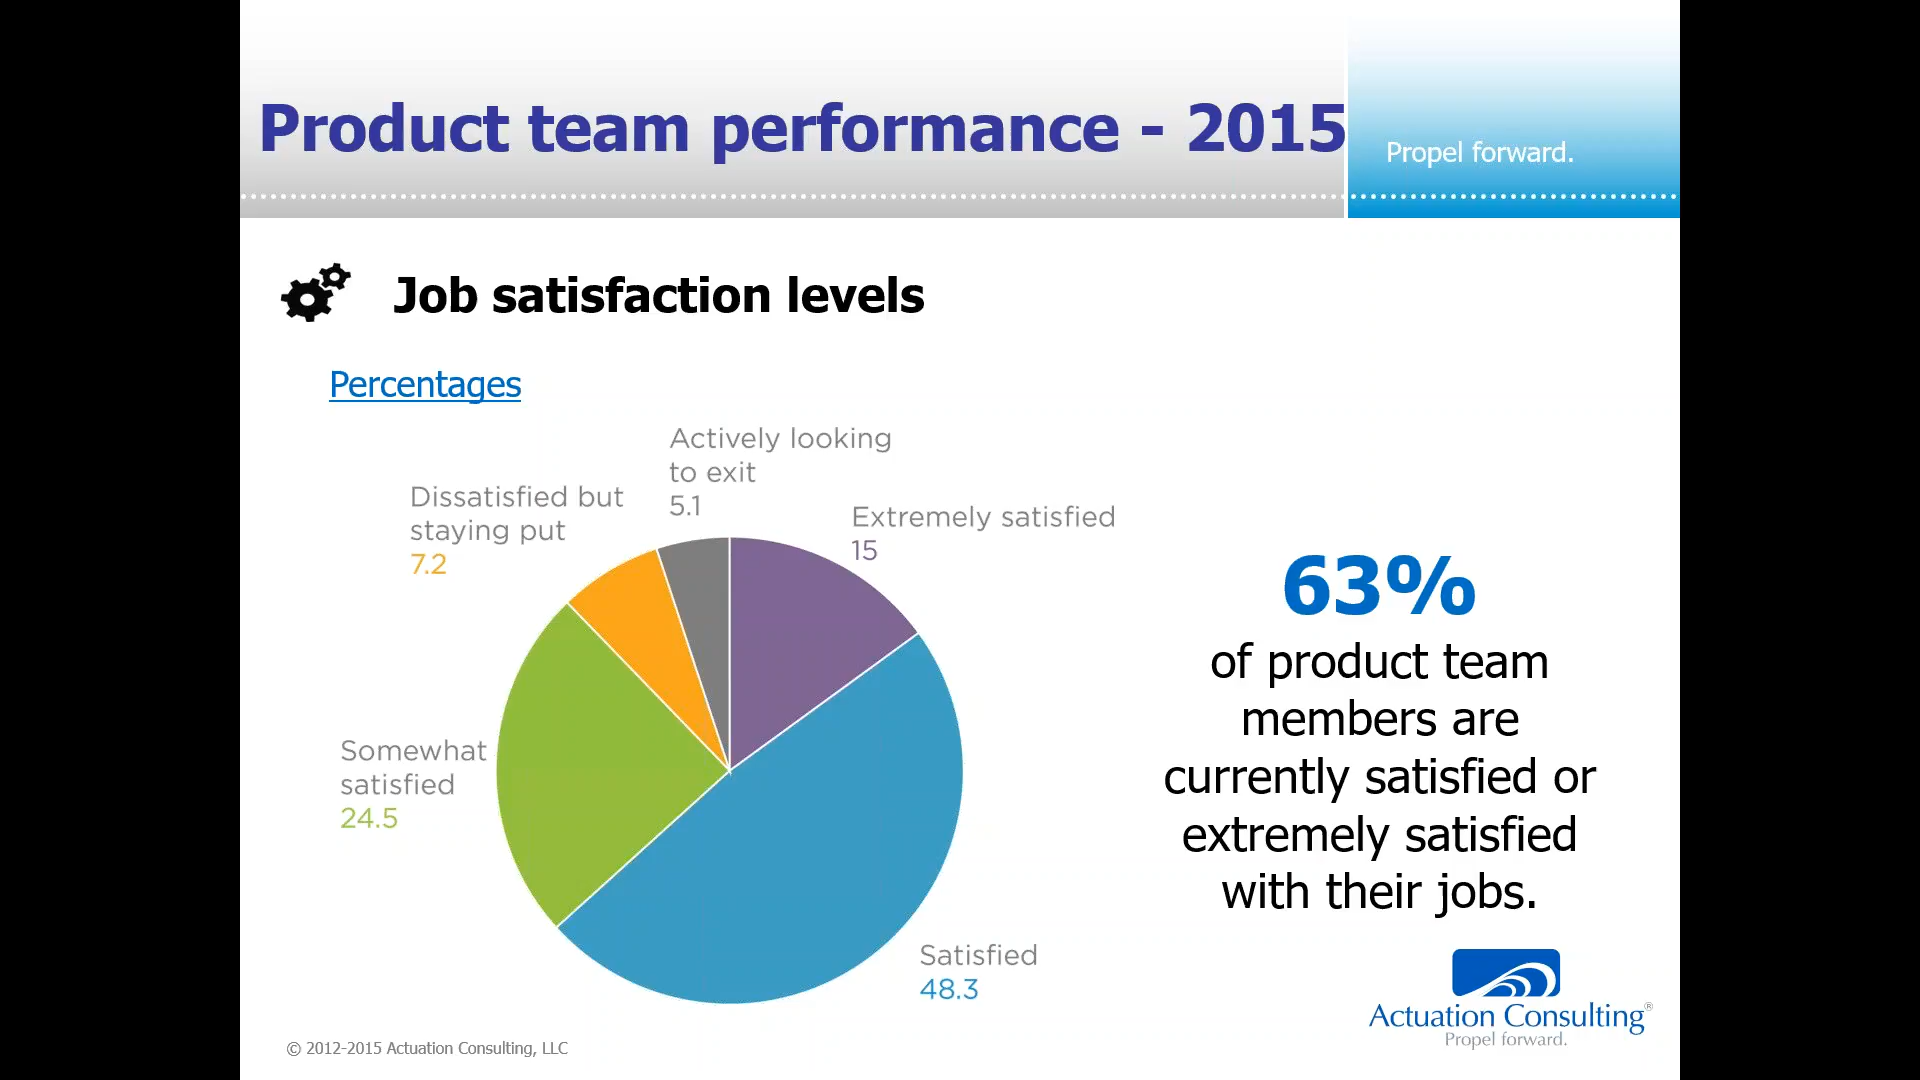 Product team performance - 2015
Propel forward.
Job satisfaction levels
Percentages
Actively looking
to exit
5.1
Dissatisfied but
staying put
7.2
Extremely satisfied
15
Somewhat
satisfied
24.5
Satisfied
48.3
63%
of product team
members are
currently satisfied or
extremely satisfied
with their jobs.
Actuation Consulting®
Propel forward.
© 2012-2015 Actuation Consulting, LLC